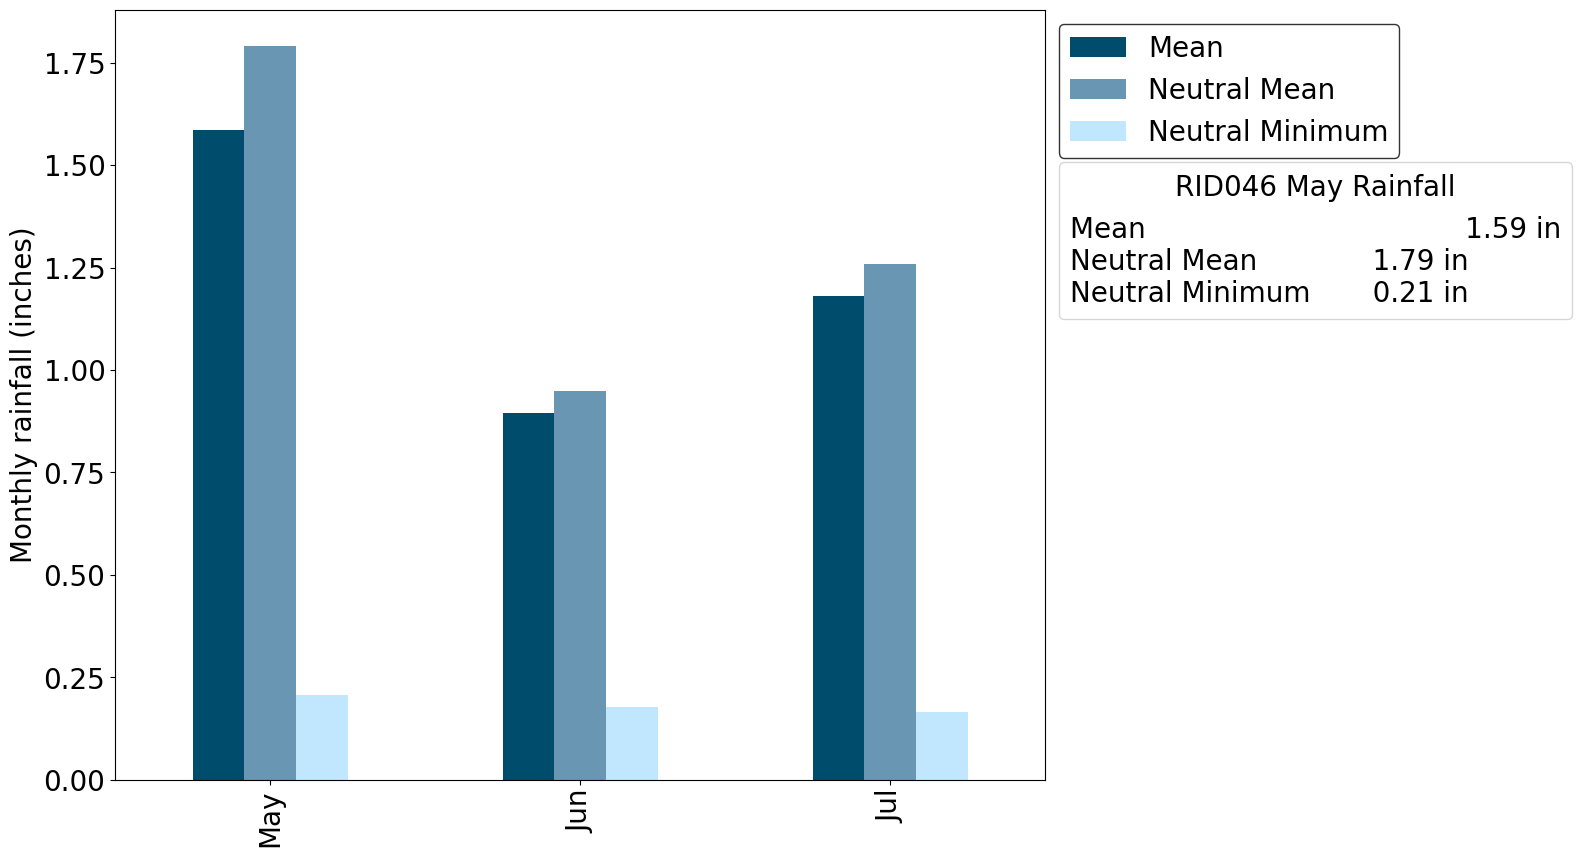 Monthly rainfall (inches)
1.75
1.50
1.25
1.00
0.75
0.50
0.25
0.00
May
Jun
Jul
Mean
Neutral Mean
Neutral Minimum
RID046 May Rainfall
Mean 1.59 in
Neutral Mean 1.79 in
Neutral Minimum 0.21 in